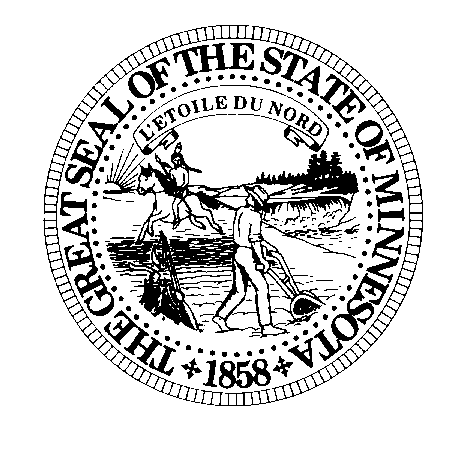 THE GREAT SEAL OF THE STATE OF MINNESOTA
L'ETOILE DU NORD
1858